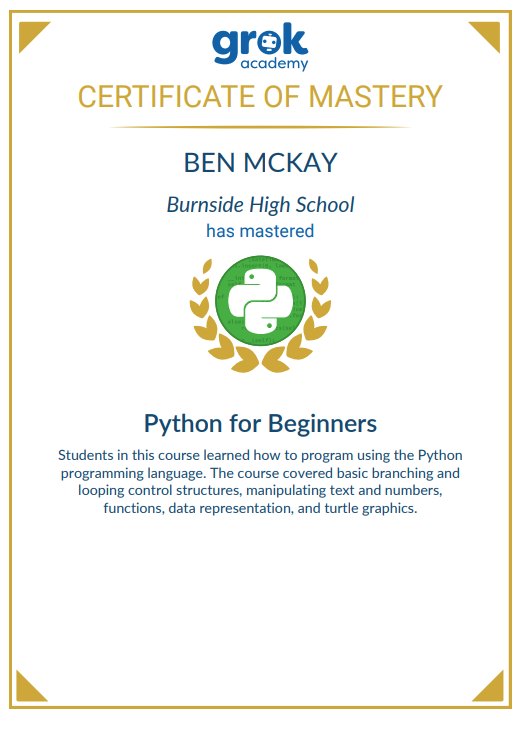 grok
academy
CERTIFICATE OF MASTERY
BEN MCKAY
Burnside High School
has mastered
Python for Beginners
Students in this course learned how to program using the Python
programming language. The course covered basic branching and
looping control structures, manipulating text and numbers,
functions, data representation, and turtle graphics.